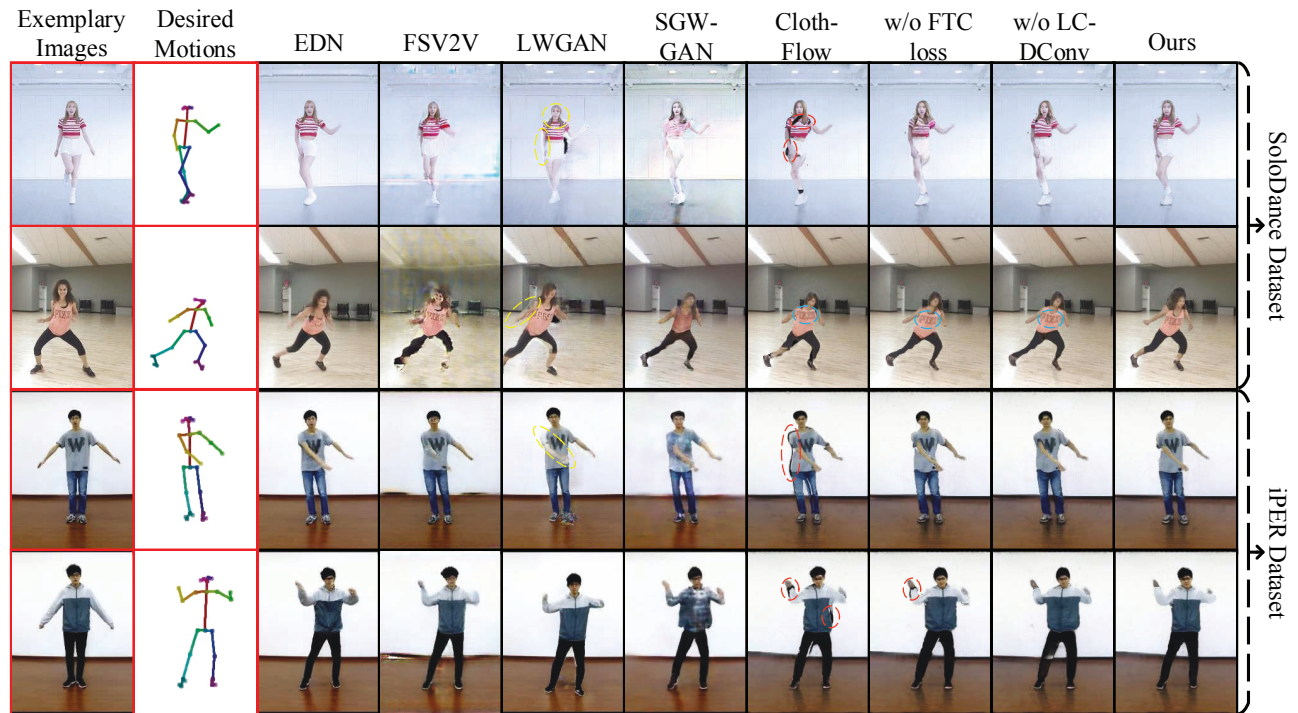 Exemplary
Images
Desired
Motions
EDN
FSV2V
LWGAN
SGW-
GAN
Cloth-
Flow
w/o FTC
loss
w/o LC-
DConv
Ours
SoloDance Dataset
iPER Dataset
W
W
W
W
W
W
W
W